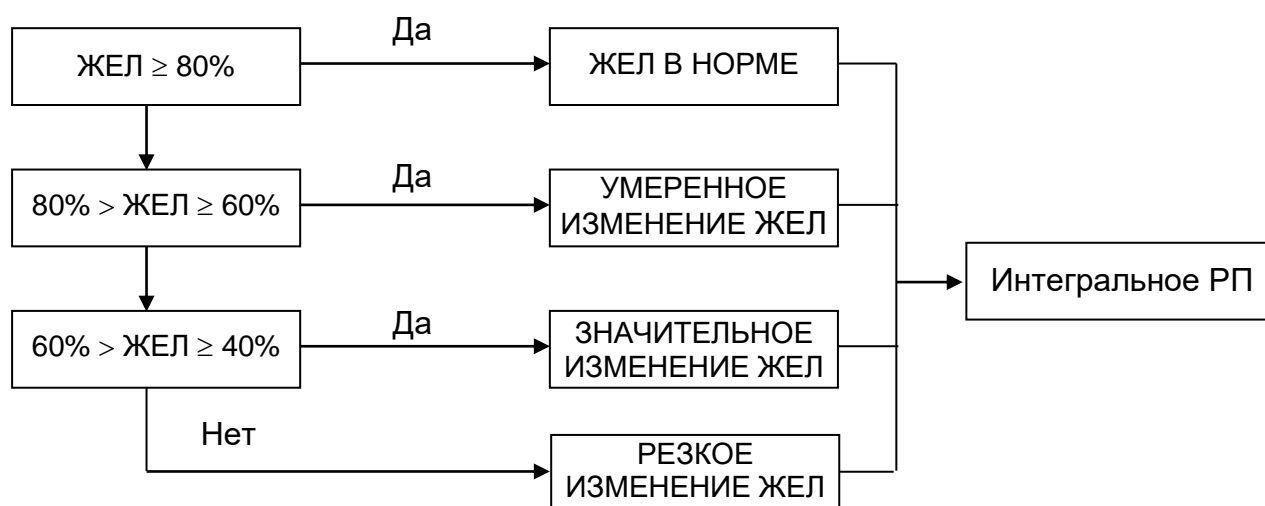 Да
ЖЕЛ ≥ 80%
ЖЕЛ В НОРМЕ
Да
80% > ЖЕЛ ≥ 60%
УМЕРЕННОЕ
ИЗМЕНЕНИЕ ЖЕЛ
Интегральное РП
Да
60% > ЖЕЛ ≥ 40%
ЗНАЧИТЕЛЬНОЕ
ИЗМЕНЕНИЕ ЖЕЛ
Нет
РЕЗКОЕ
ИЗМЕНЕНИЕ ЖЕЛ